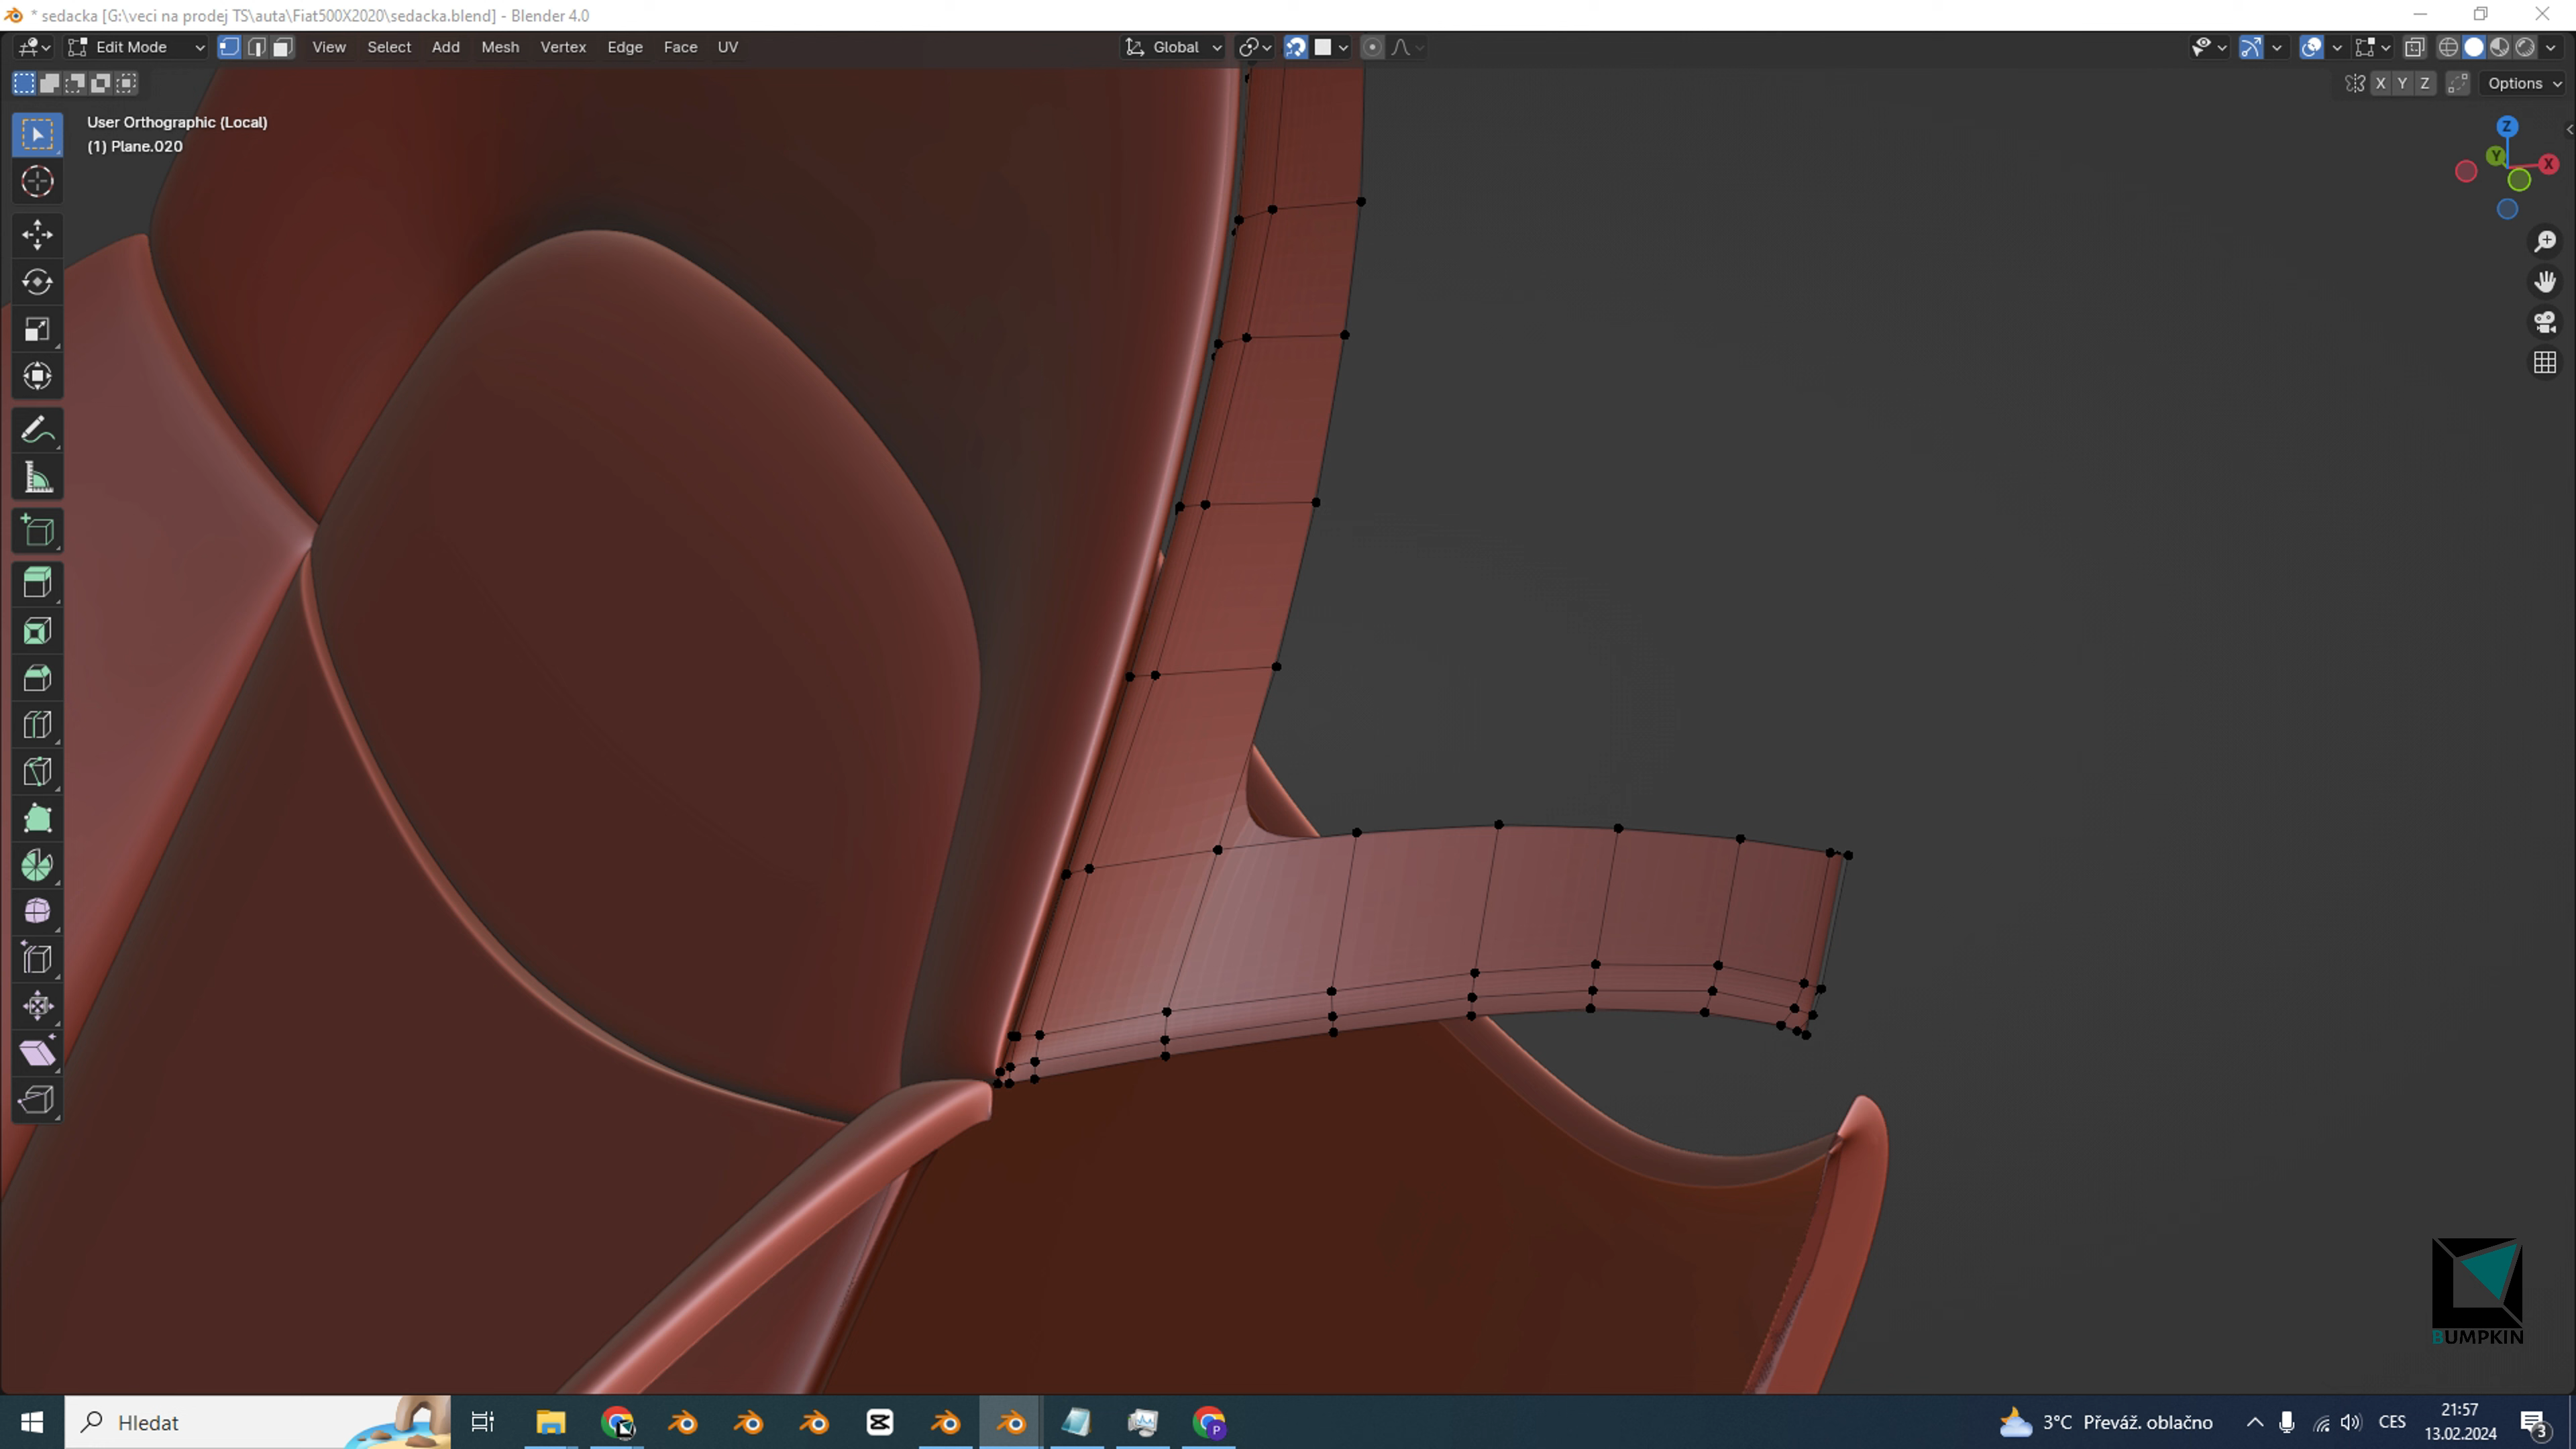 * sedacka [G:\veci na prodej TS\auta\Fiat500X2020\sedacka.blend] - Blender 4.0
Edit Mode View Select Add Mesh Vertex Edge Face UV Global
X Y Z Options
User Orthographic (Local)
(1) Plane.020
Z
Y
X
BUMPKIN
Hledat
P
3°C Převáž. oblačno
CES
21:57
13.02.2024
3